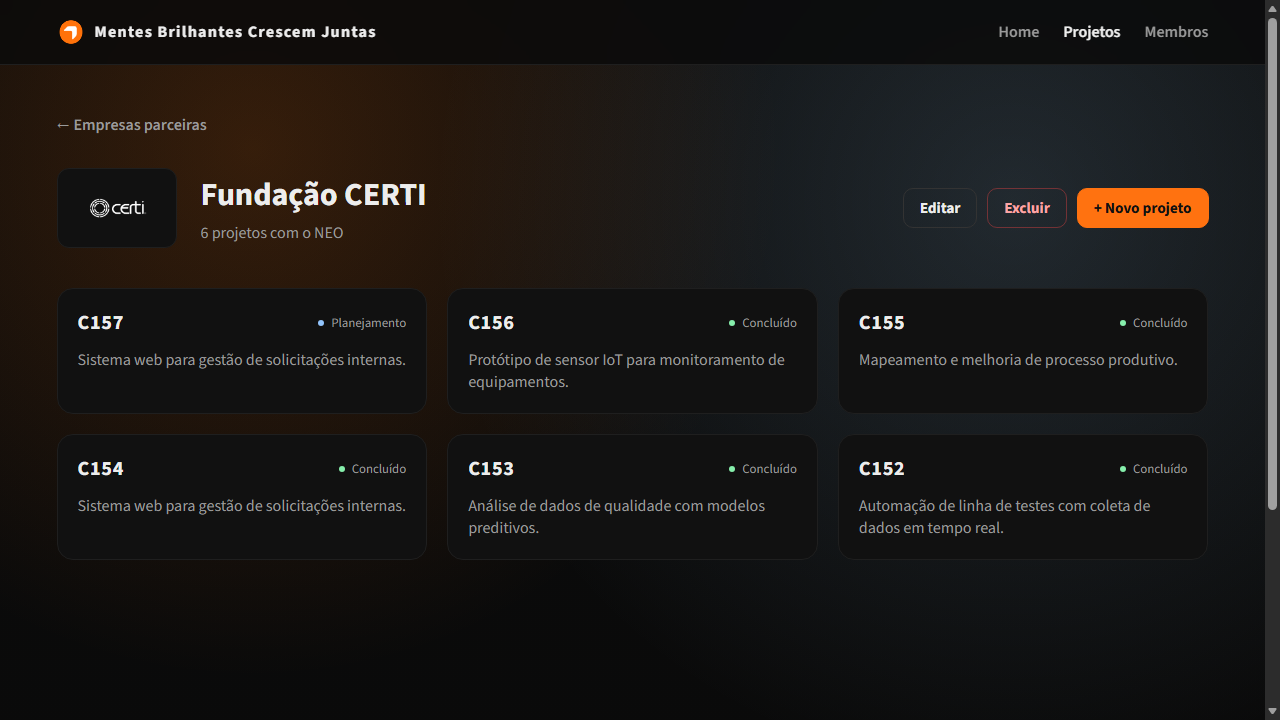 Mentes Brilhantes Crescem Juntas
Home
Projetos
Membros
← Empresas parceiras
certi
Fundação CERTI
6 projetos com o NEO
Editar
Excluir
+ Novo projeto
C157
Planejamento
Sistema web para gestão de solicitações internas.
C156
Concluído
Protótipo de sensor IoT para monitoramento de
equipamentos.
C155
Concluído
Mapeamento e melhoria de processo produtivo.
C154
Concluído
Sistema web para gestão de solicitações internas.
C153
Concluído
Análise de dados de qualidade com modelos
preditivos.
C152
Concluído
Automação de linha de testes com coleta de
dados em tempo real.